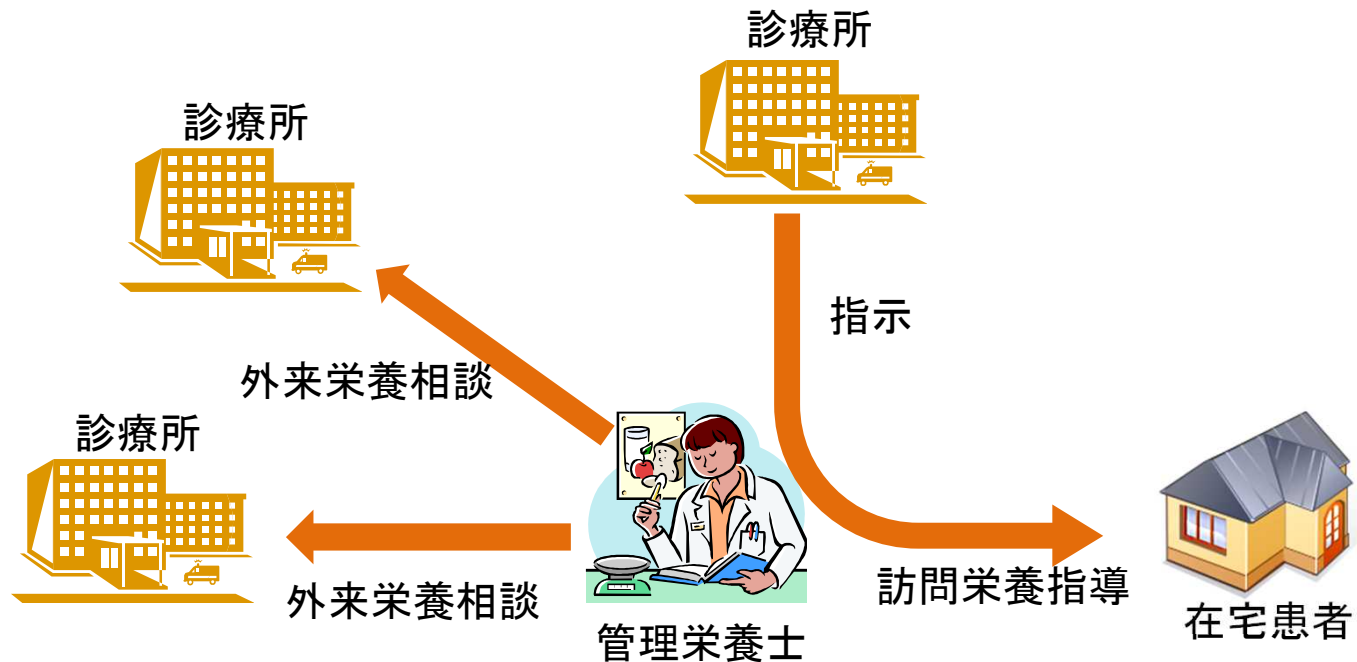 診療所
診療所
指示
外来栄養相談
診療所
外来栄養相談
訪問栄養指導
在宅患者
管理栄養士